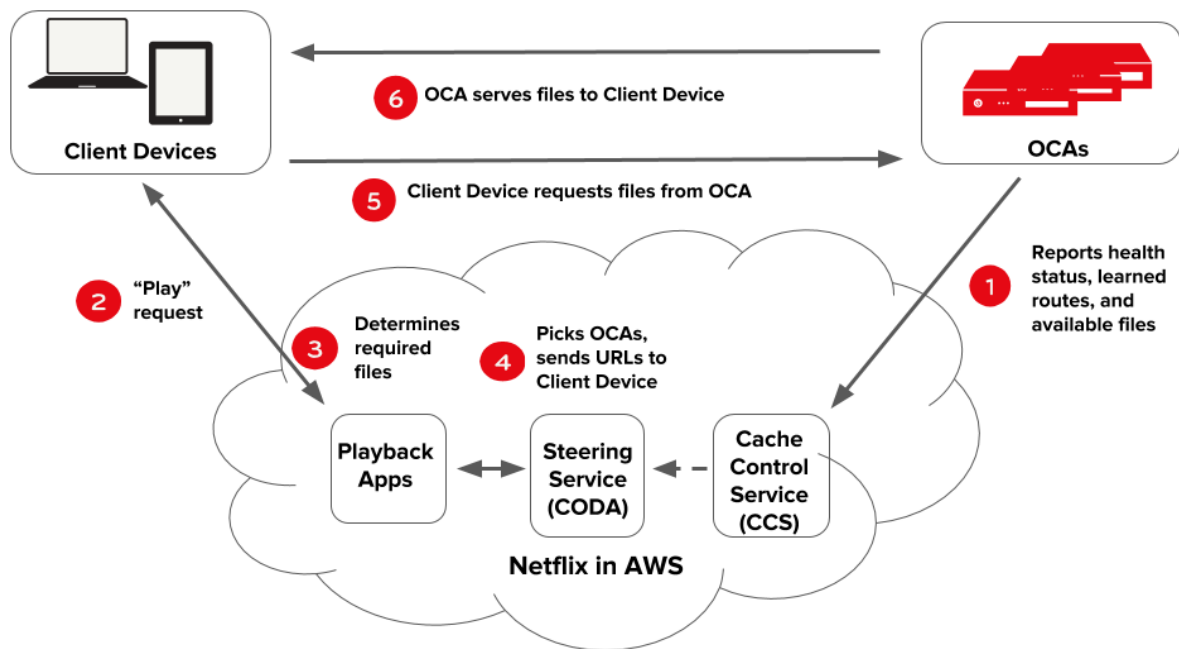 6
OCA serves files to Client Device
Client Devices
OCAs
5
Client Device requests files from OCA
1
Reports health
status, learned
routes, and
available files
2
“Play”
request
3
Determines
required
files
4
Picks OCAs,
sends URLs to
Client Device
Playback
Apps
Steering
Service
(CODA)
Cache
Control
Service
(CCS)
Netflix in AWS